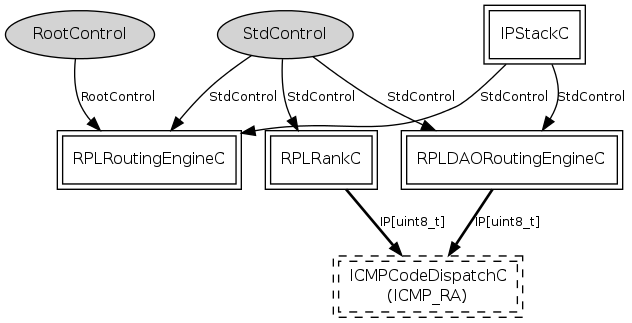 RootControl
StdControl
IPStackC
RootControl
StdControl
StdControl
StdControl
StdControl
StdControl
RPLRoutingEngineC
RPLRankC
RPLDAORoutingEngineC
IP[uint8_t]
IP[uint8_t]
ICMPCodeDispatchC
(ICMP_RA)